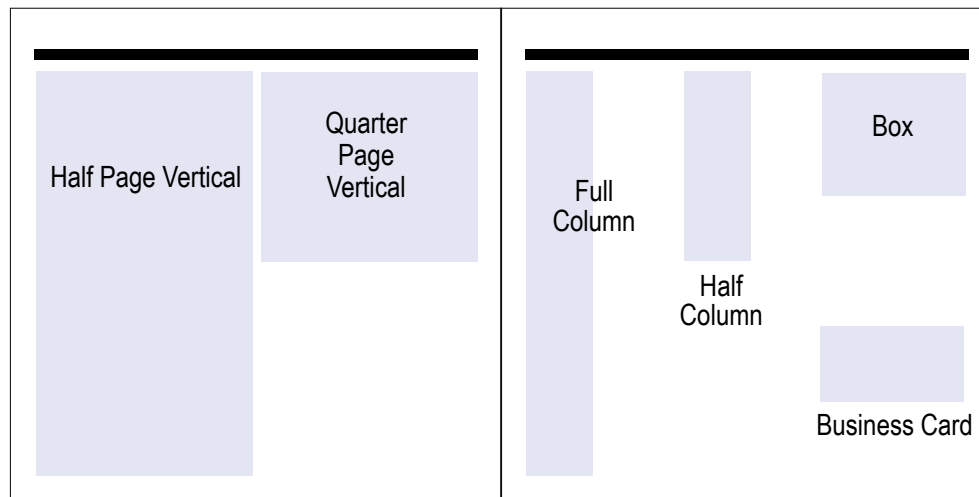 Half Page Vertical
Quarter
Page
Vertical
Full
Column
Half
Column
Box
Business Card